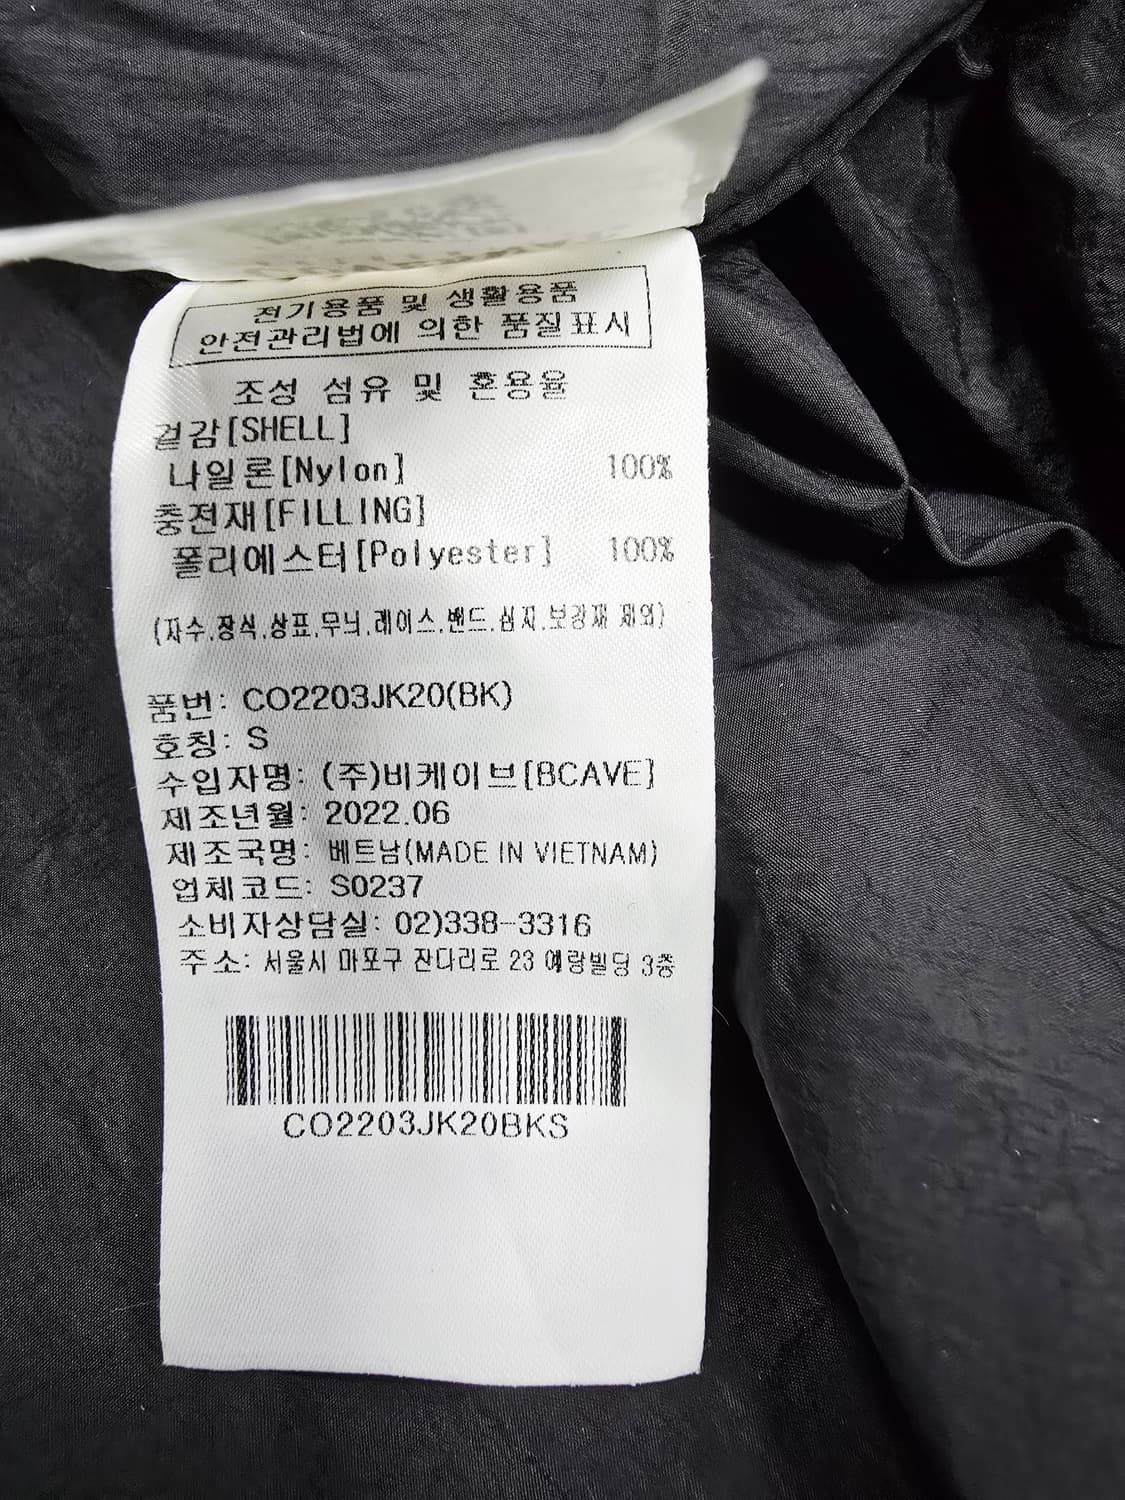 전기용품 및 생활용품
안전관리법에 의한 품질표시
조성 섬유 및 혼용율
겉감[SHELL]
나일론[Nylon] 100%
충전재[FILLING]
폴리에스터[Polyester] 100%
(자수,장식,상표,무늬,레이스,밴드,심지,보강재 제외)
품번: CO2203JK20(BK)
호칭: S
수입자명: (주)비케이브[BCAVE]
제조년월: 2022.06
제조국명: 베트남(MADE IN VIETNAM)
업체코드: S0237
소비자상담실: 02)338-3316
주소: 서울시 마포구 잔다리로 23 예랑빌딩 3층
CO2203JK20BKS